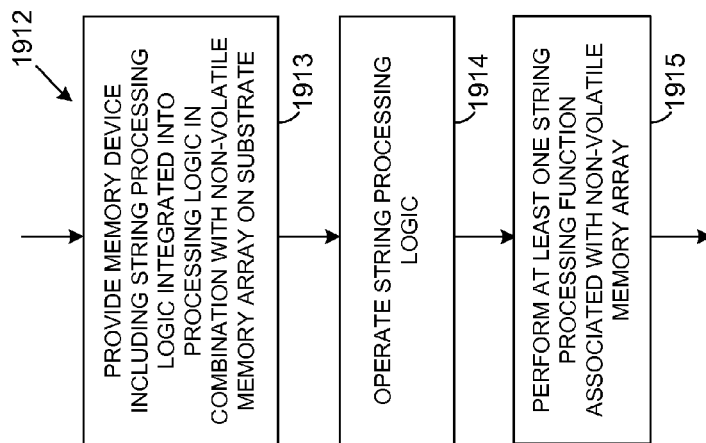 1912
PROVIDE MEMORY DEVICE
INCLUDING STRING PROCESSING
LOGIC INTEGRATED INTO
PROCESSING LOGIC IN
COMBINATION WITH NON-VOLATILE
MEMORY ARRAY ON SUBSTRATE
1913
OPERATE STRING PROCESSING
LOGIC
1914
PERFORM AT LEAST ONE STRING
PROCESSING FUNCTION
ASSOCIATED WITH NON-VOLATILE
MEMORY ARRAY
1915